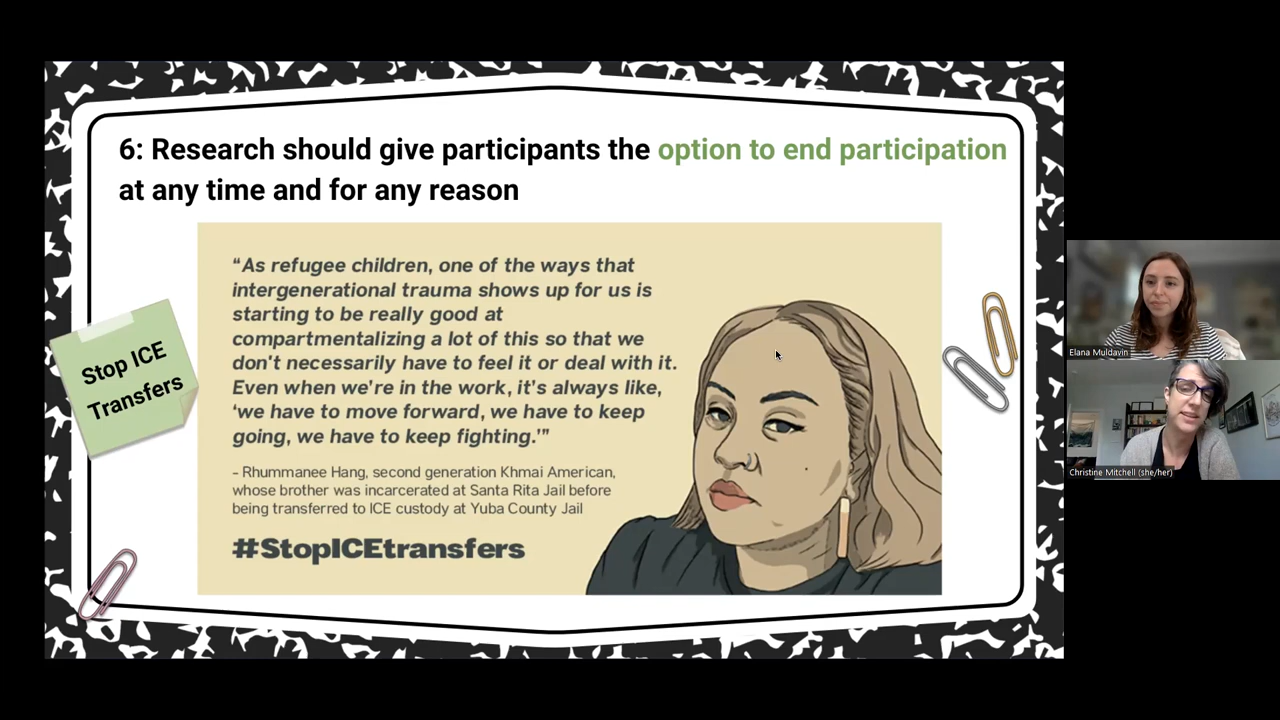 6: Research should give participants the option to end participation
at any time and for any reason
“As refugee children, one of the ways that
intergenerational trauma shows up for us is
starting to be really good at
compartmentalizing a lot of this so that we
don't necessarily have to feel it or deal with it.
Even when we're in the work, it's always like,
‘we have to move forward, we have to keep
going, we have to keep fighting.’”
– Rhummanee Hang, second generation Khmai American,
whose brother was incarcerated at Santa Rita Jail before
being transferred to ICE custody at Yuba County Jail
#StopICEtransfers
Stop ICE
Transfers
Elana Muldavin
Christine Mitchell (she/her)